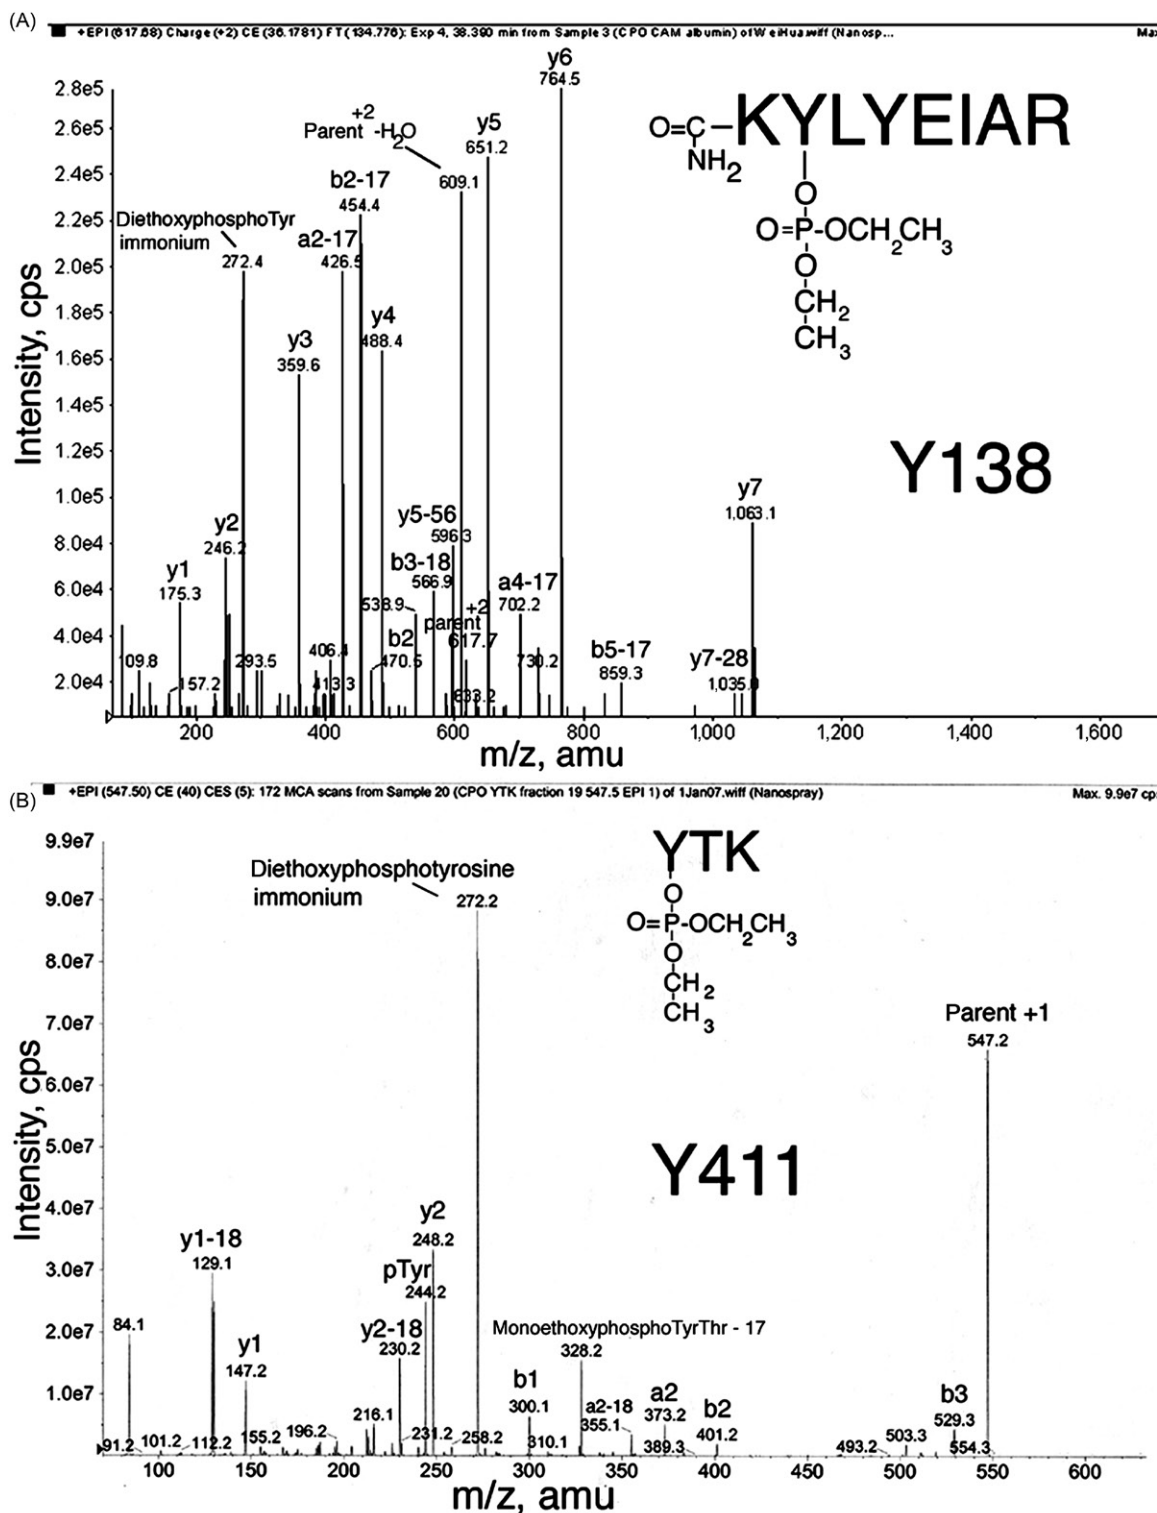 (A)
+EPI (617.68) Charge (+2) CE (36.1781) FT (134.776): Exp 4, 38.390 min from Sample 3 (CPO CAM albumin) of WeiHua.wiff (Nanosp...
Max
Intensity, cps
2.8e5
2.6e5
2.4e5
2.2e5
2.0e5
1.8e5
1.6e5
1.4e5
1.2e5
1.0e5
8.0e4
6.0e4
4.0e4
2.0e4
y6
764.5
y5
651.2
+2
Parent -H2O
609.1
b2-17
454.4
DiethoxyphosphoTyr
immonium
272.4
a2-17
426.5
y4
488.4
y3
359.6
y2
246.2
y1
175.3
y5-56
596.3
b3-18
566.9
538.9
+2
parent
617.7
a4-17
702.2
b2
470.5
406.4
413.3
293.5
109.8
157.2
633.2
730.2
b5-17
859.3
y7-28
y7
1,063.1
O=C-KYLYEIAR
NH2
O
O=P-OCH2CH3
O
CH2
CH3
Y138
200 400 600 800 1,000 1,200 1,400 1,600
m/z, amu
(B)
+EPI (547.50) CE (40) CES (5): 172 MCA scans from Sample 20 (CPO YTK fraction 19 547.5 EPI 1) of 1Jan07.wiff (Nanospray)
Max. 9.9e7 cp
Intensity, cps
9.9e7
9.0e7
8.0e7
7.0e7
6.0e7
5.0e7
4.0e7
3.0e7
2.0e7
1.0e7
Diethoxyphosphotyrosine
immonium
272.2
YTK
O
O=P-OCH2CH3
O
CH2
CH3
Parent +1
547.2
Y411
y2
248.2
y1-18
129.1
pTyr
244.2
84.1
y2-18
230.2
y1
147.2
MonoethoxyphosphoTyrThr - 17
328.2
b1
300.1
a2-18
355.1
a2
373.2
b2
401.2
b3
529.3
216.1
91.2
101.2
112.2
155.2
196.2
231.2
258.2
310.1
389.3
493.2
503.3
554.3
100 150 200 250 300 350 400 450 500 550 600
m/z, amu